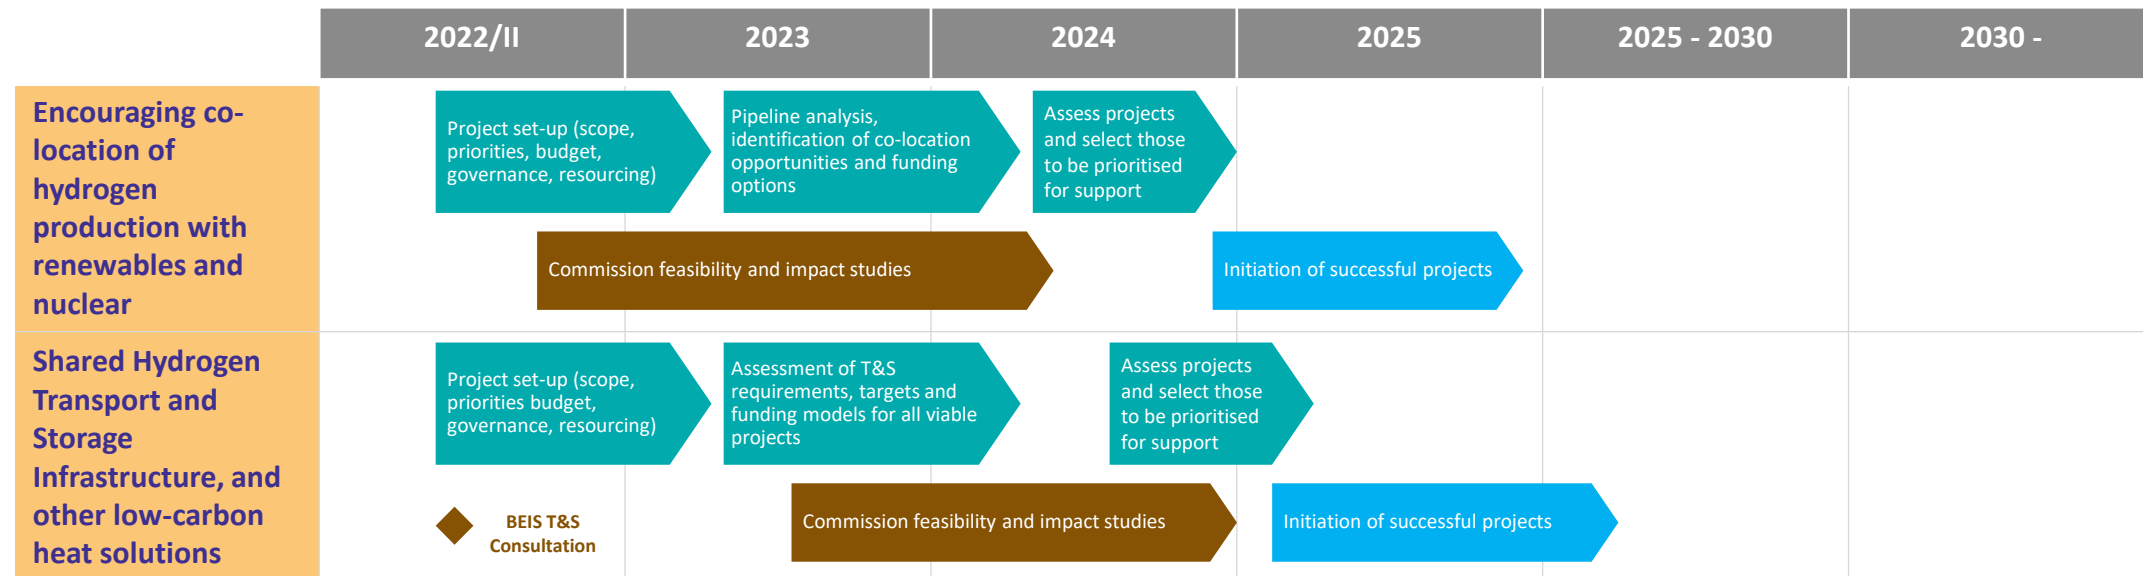 2022/II
2023
2024
2025
2025 - 2030
2030 -
Encouraging co-
location of
hydrogen
production with
renewables and
nuclear
Project set-up (scope,
priorities, budget,
governance, resourcing)
Pipeline analysis,
identification of co-location
opportunities and funding
options
Assess projects
and select those
to be prioritised
for support
Commission feasibility and impact studies
Initiation of successful projects
Shared Hydrogen
Transport and
Storage
Infrastructure, and
other low-carbon
heat solutions
Project set-up (scope,
priorities budget,
governance, resourcing)
Assessment of T&S
requirements, targets and
funding models for all viable
projects
Assess projects
and select those
to be prioritised
for support
BEIS T&S
Consultation
Commission feasibility and impact studies
Initiation of successful projects